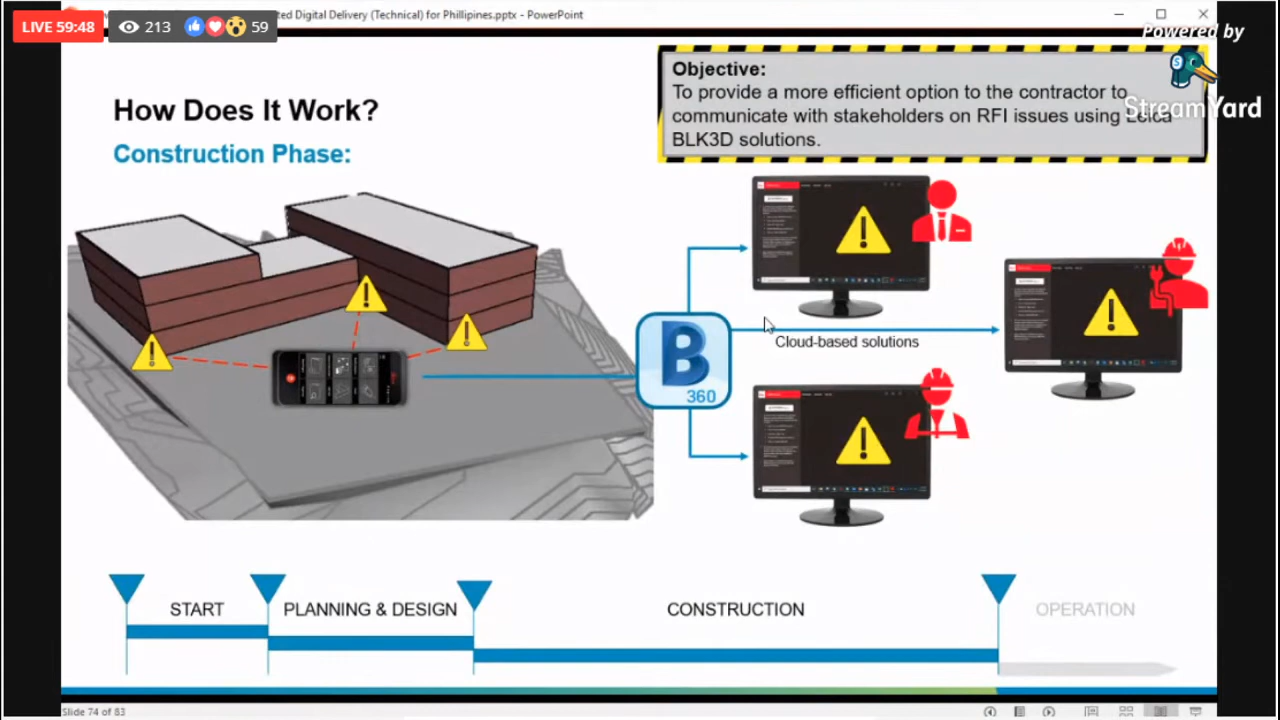 LIVE 59:48
213
59
ted Digital Delivery (Technical) for Phillipines.pptx - PowerPoint
Powered by
StreamYard
Objective:
To provide a more efficient option to the contractor to
communicate with stakeholders on RFI issues using Leica
BLK3D solutions.
How Does It Work?
Construction Phase:
B
360
Cloud-based solutions
START
PLANNING & DESIGN
CONSTRUCTION
OPERATION
Slide 74 of 83